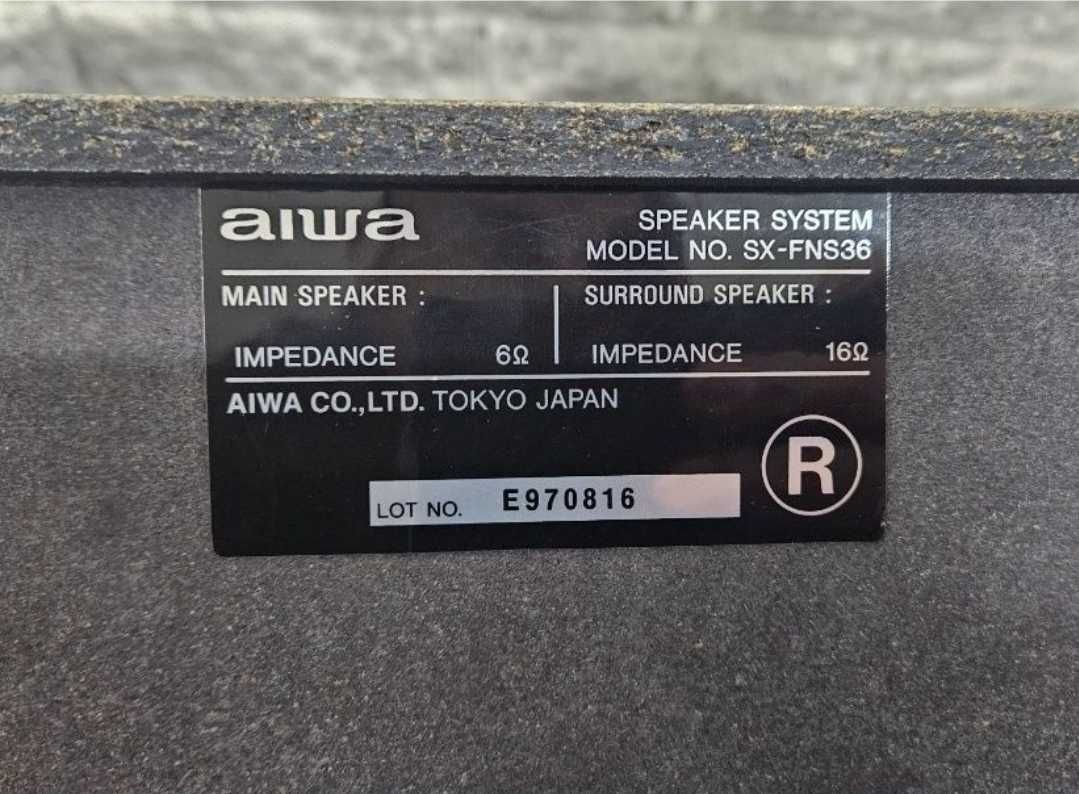 aiwa
SPEAKER SYSTEM
MODEL NO. SX-FNS36
MAIN SPEAKER :
IMPEDANCE 6Ω
SURROUND SPEAKER :
IMPEDANCE 16Ω
AIWA CO.,LTD. TOKYO JAPAN
R
LOT NO. E970816